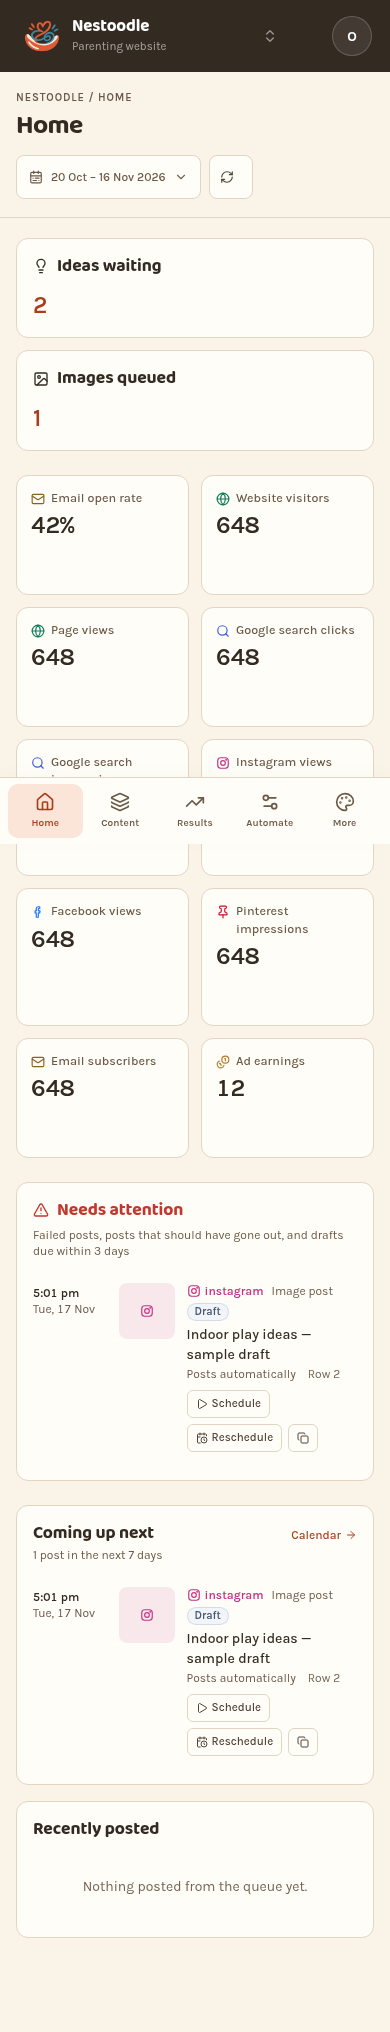 Nestoodle
Parenting website
O
NESTOODLE / HOME
Home
20 Oct – 16 Nov 2026
Ideas waiting
2
Images queued
1
Email open rate
42%
Website visitors
648
Page views
648
Google search clicks
648
Google search
Instagram views
Home
Content
Results
Automate
More
Facebook views
648
Pinterest
impressions
648
Email subscribers
648
Ad earnings
12
Needs attention
Failed posts, posts that should have gone out, and drafts
due within 3 days
5:01 pm
Tue, 17 Nov
instagram Image post
Draft
Indoor play ideas —
sample draft
Posts automatically Row 2
Schedule
Reschedule
Coming up next
Calendar →
1 post in the next 7 days
5:01 pm
Tue, 17 Nov
instagram Image post
Draft
Indoor play ideas —
sample draft
Posts automatically Row 2
Schedule
Reschedule
Recently posted
Nothing posted from the queue yet.